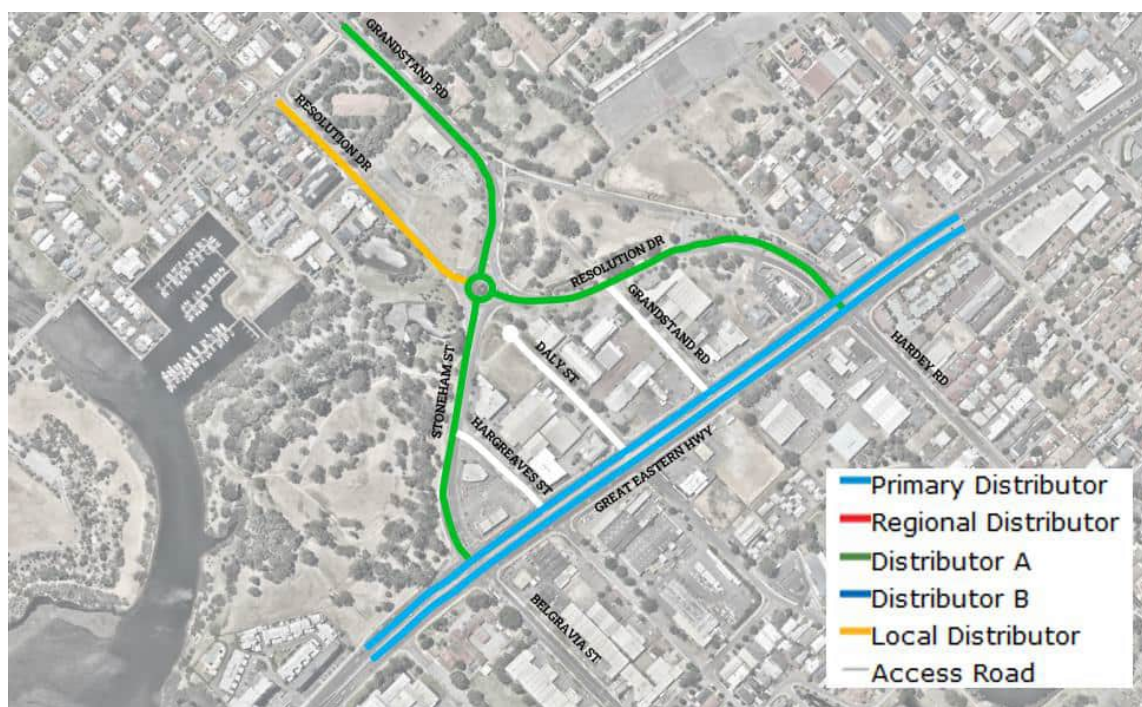 GRANDSTAND RD
RESOLUTION DR
RESOLUTION DR
GRANDSTAND RD
HARDEY RD
DALY ST
STONEHAM ST
HARGREAVES ST
GREAT EASTERN HWY
BELGRAVIA ST
Primary Distributor
Regional Distributor
Distributor A
Distributor B
Local Distributor
Access Road